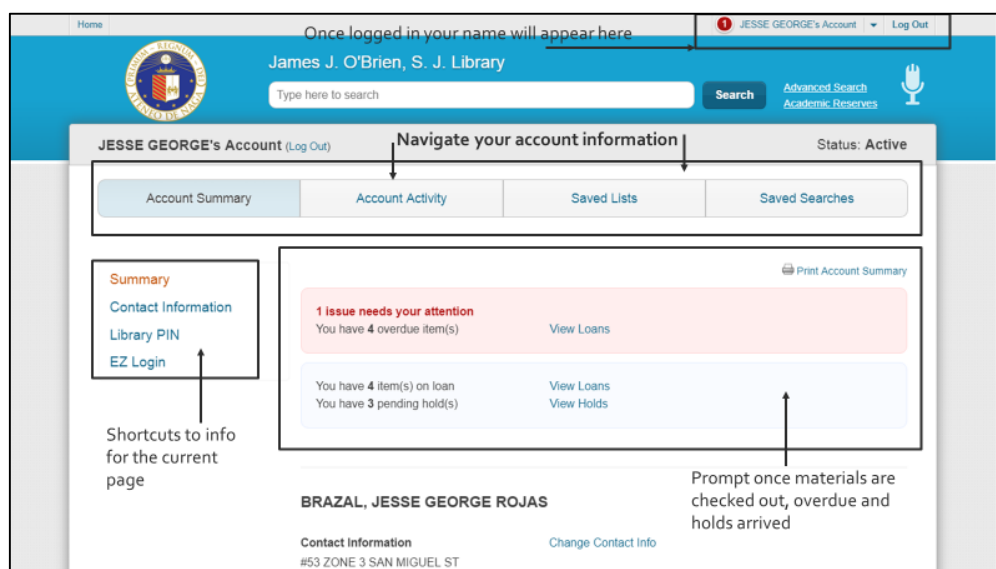 Home
1 JESSE GEORGE's Account Log Out
Once logged in your name will appear here
PRIMUM REGNUM DEI
ATENEO DE NAGA
James J. O'Brien, S. J. Library
Type here to search
Search
Advanced Search
Academic Reserves
JESSE GEORGE's Account (Log Out)
Navigate your account information
Status: Active
Account Summary
Account Activity
Saved Lists
Saved Searches
Summary
Contact Information
Library PIN
EZ Login
Print Account Summary
1 issue needs your attention
You have 4 overdue item(s) View Loans
You have 4 item(s) on loan View Loans
You have 3 pending hold(s) View Holds
Shortcuts to info
for the current
page
Prompt once materials are
checked out, overdue and
holds arrived
BRAZAL, JESSE GEORGE ROJAS
Contact Information Change Contact Info
#53 ZONE 3 SAN MIGUEL ST